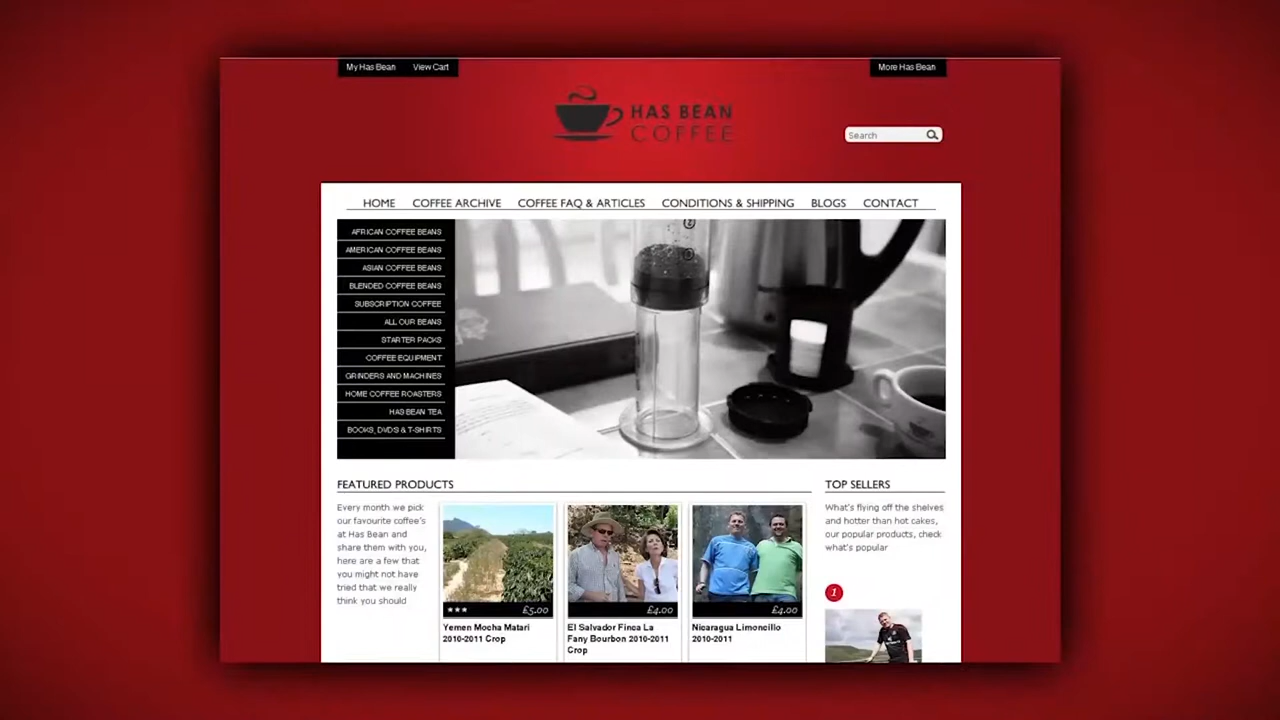 My Has Bean
View Cart
More Has Bean
HAS BEAN
COFFEE
Search
HOME
COFFEE ARCHIVE
COFFEE FAQ & ARTICLES
CONDITIONS & SHIPPING
BLOGS
CONTACT
AFRICAN COFFEE BEANS
AMERICAN COFFEE BEANS
ASIAN COFFEE BEANS
BLENDED COFFEE BEANS
SUBSCRIPTION COFFEE
ALL OUR BEANS
STARTER PACKS
COFFEE EQUIPMENT
GRINDERS AND MACHINES
HOME COFFEE ROASTERS
HAS BEAN TEA
BOOKS, DVD'S & T-SHIRTS
FEATURED PRODUCTS
Every month we pick
our favourite coffee's
at Has Bean and
share them with you,
here are a few that
you might not have
tried that we really
think you should
★★★ £5.00
Yemen Mocha Matari
2010-2011 Crop
£4.00
El Salvador Finca La
Fany Bourbon 2010-2011
Crop
£4.00
Nicaragua Limoncillo
2010-2011
TOP SELLERS
What's flying off the shelves
and hotter than hot cakes,
our popular products, check
what's popular
1